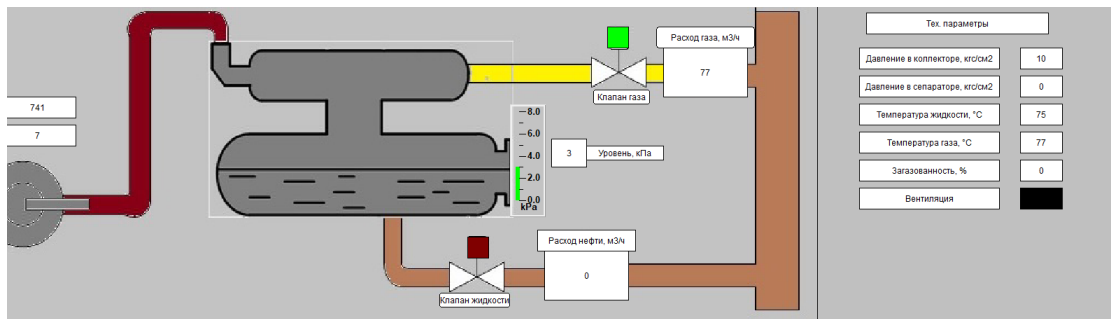 741
7
Клапан газа
Расход газа, м3/ч
77
8.0
6.0
4.0
2.0
0.0
kPa
3
Уровень, кПа
Расход нефти, м3/ч
0
Клапан жидкости
Тех. параметры
Давление в коллекторе, кгс/см2 10
Давление в сепараторе, кгс/см2 0
Температура жидкости, °C 75
Температура газа, °C 77
Загазованность, % 0
Вентиляция